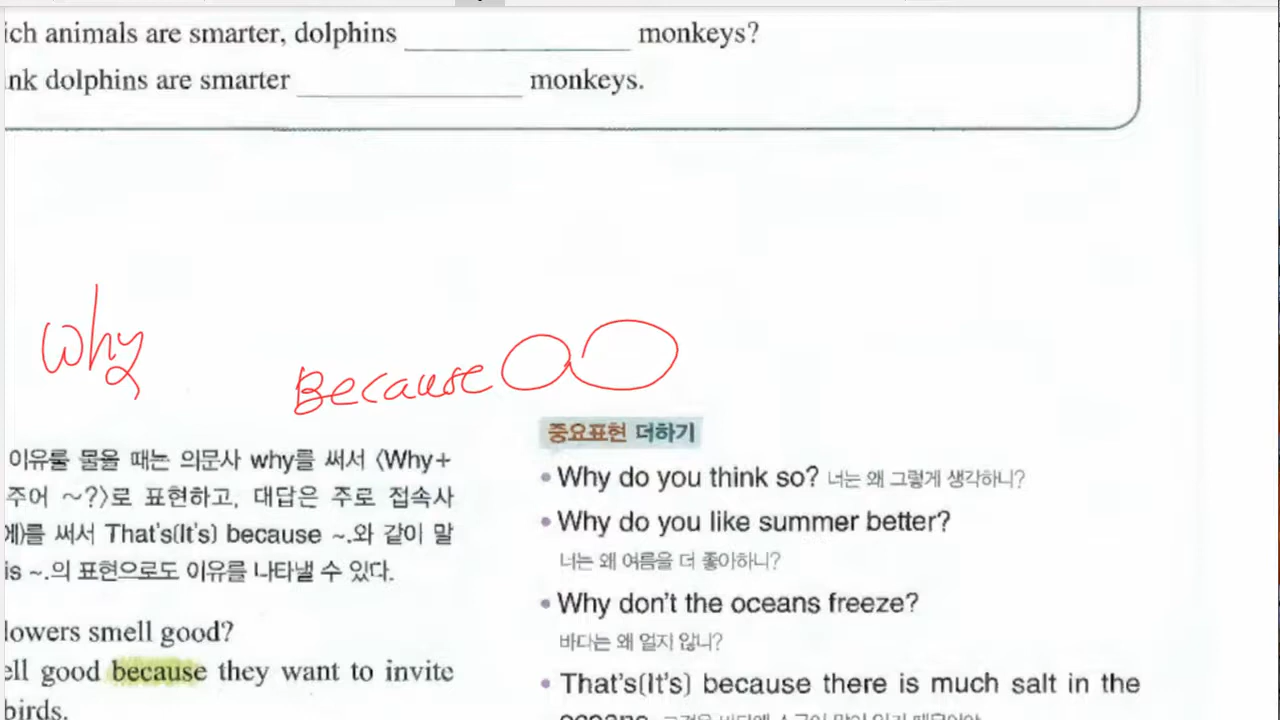 ich animals are smarter, dolphins ____ monkeys?
nk dolphins are smarter ____ monkeys.
Why
Because
이유를 물을 때는 의문사 why를 써서 〈Why+
주어 ~?〉로 표현하고, 대답은 주로 접속사
에)를 써서 That's(It's) because ~.와 같이 말
is ~.의 표현으로도 이유를 나타낼 수 있다.
lowers smell good?
ell good because they want to invite
birds.
중요표현 더하기
• Why do you think so? 너는 왜 그렇게 생각하니?
• Why do you like summer better?
너는 왜 여름을 더 좋아하니?
• Why don't the oceans freeze?
바다는 왜 얼지 않니?
• That's(It's) because there is much salt in the
oceans.